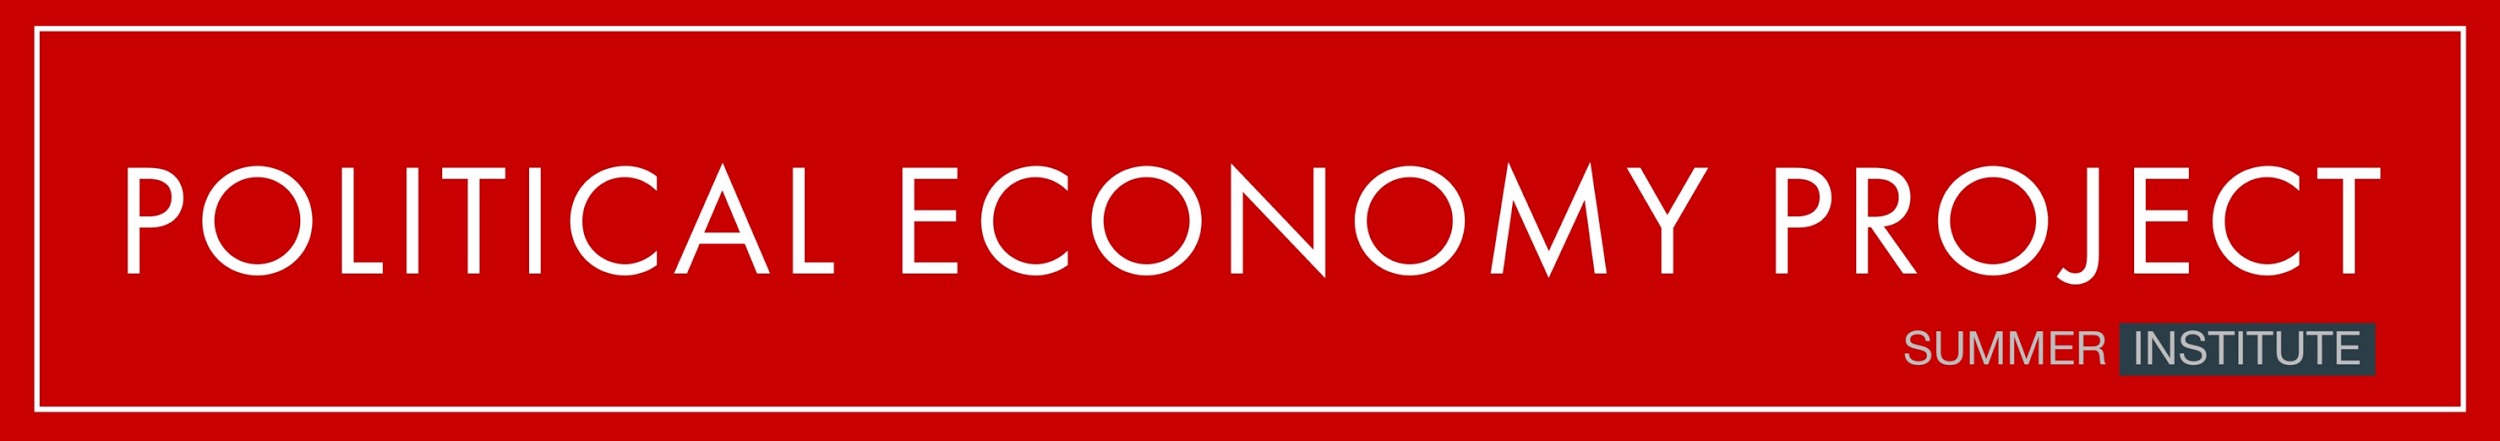 POLITICAL ECONOMY PROJECT
SUMMER INSTITUTE